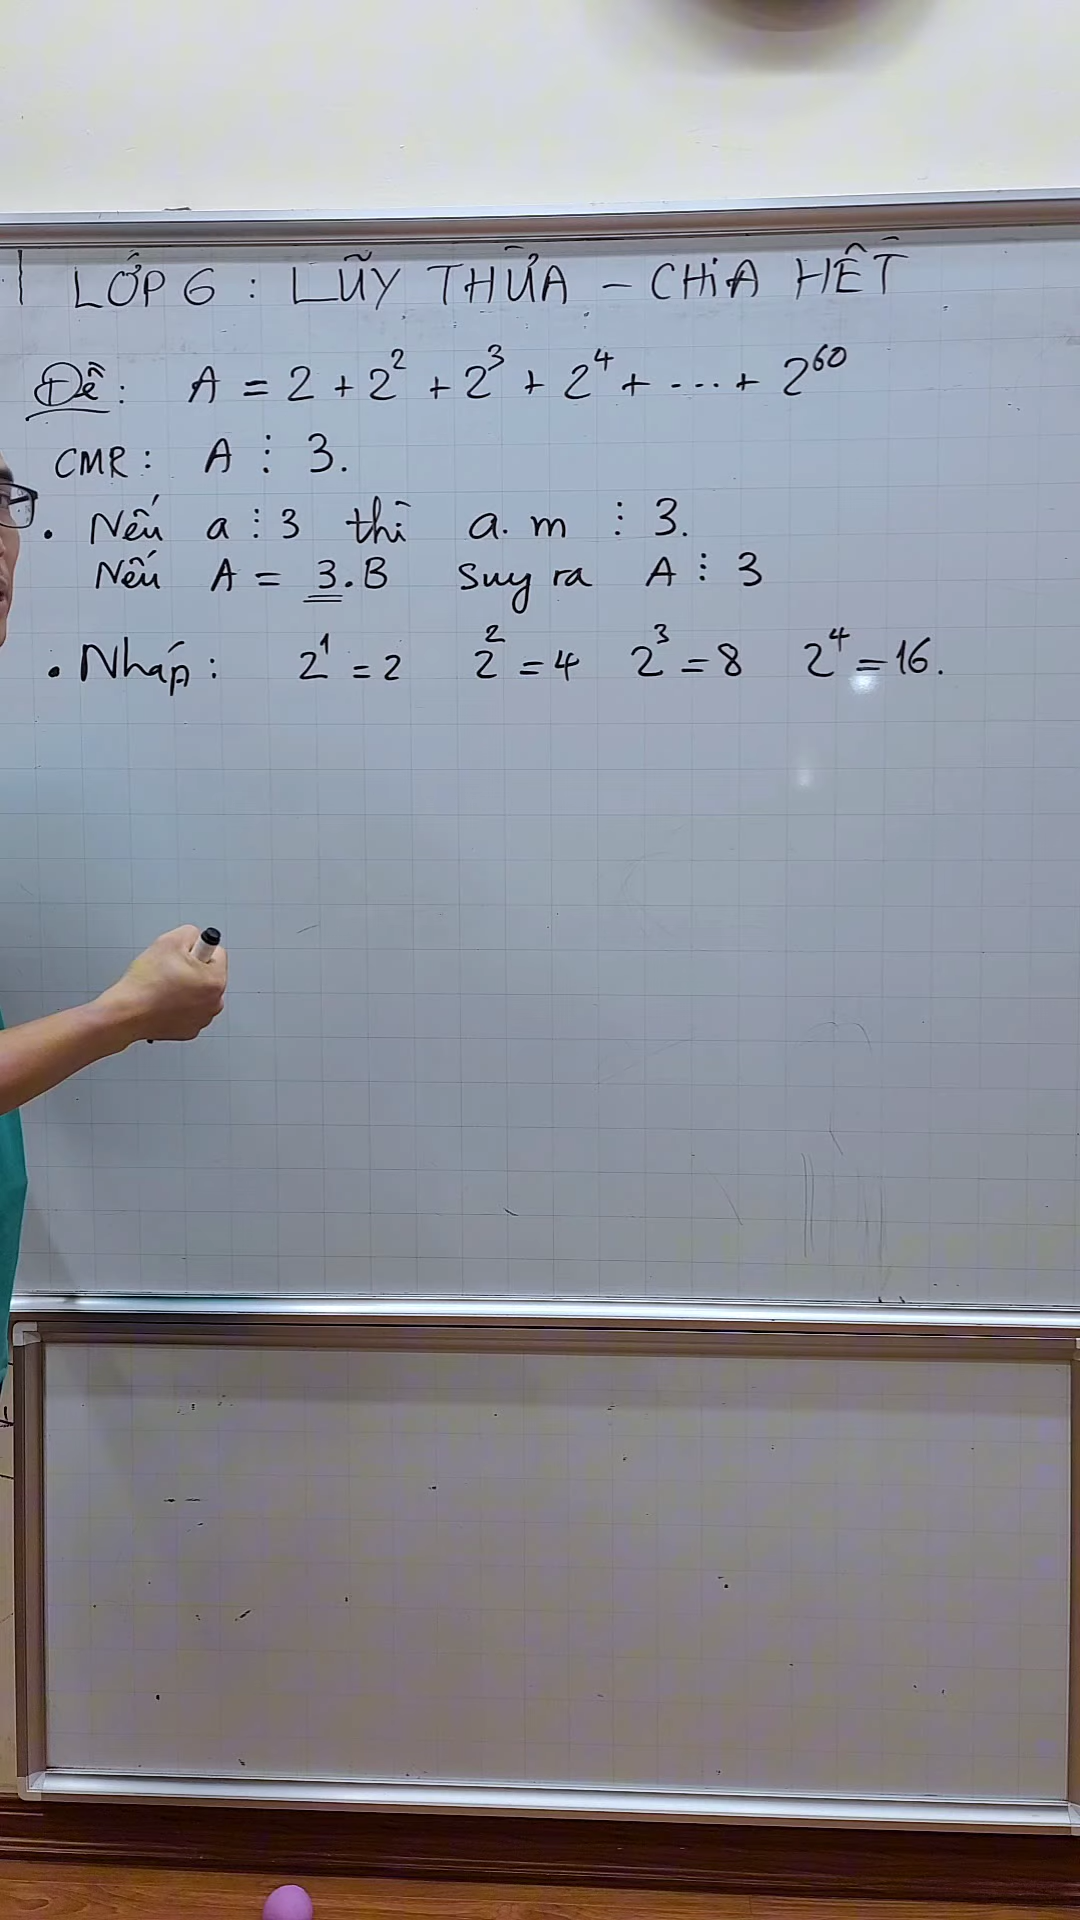 LỚP 6 : LŨY THỪA – CHIA HẾT
Đề: A = 2 + 2² + 2³ + 2⁴ + ... + 2⁶⁰
CMR: A ⋮ 3.
. Nếu a ⋮ 3 thì a. m ⋮ 3.
Nếu A = 3.B Suy ra A ⋮ 3
. Nháp: 2¹ = 2 2² = 4 2³ = 8 2⁴ = 16.